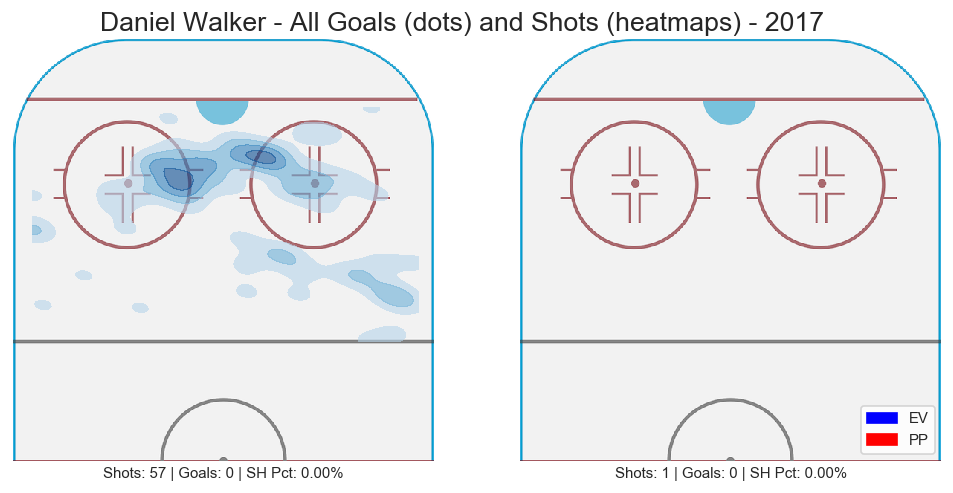 Daniel Walker - All Goals (dots) and Shots (heatmaps) - 2017
EV
PP
Shots: 57 | Goals: 0 | SH Pct: 0.00%
Shots: 1 | Goals: 0 | SH Pct: 0.00%